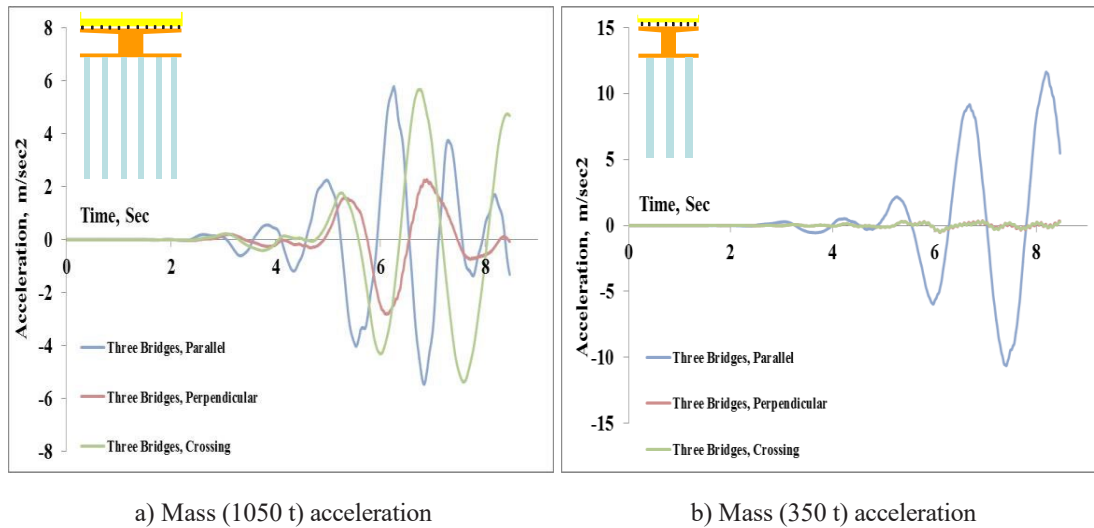 8
6
4
2
0
-2
-4
-6
-8
Acceleration, m/sec2
Time, Sec
0
2
4
6
8
Three Bridges, Parallel
Three Bridges, Perpendicular
Three Bridges, Crossing
15
10
5
0
-5
-10
-15
Acceleration, m/sec2
Time, Sec
0
2
4
6
8
Three Bridges, Parallel
Three Bridges, Perpendicular
Three Bridges, Crossing
a) Mass (1050 t) acceleration
b) Mass (350 t) acceleration